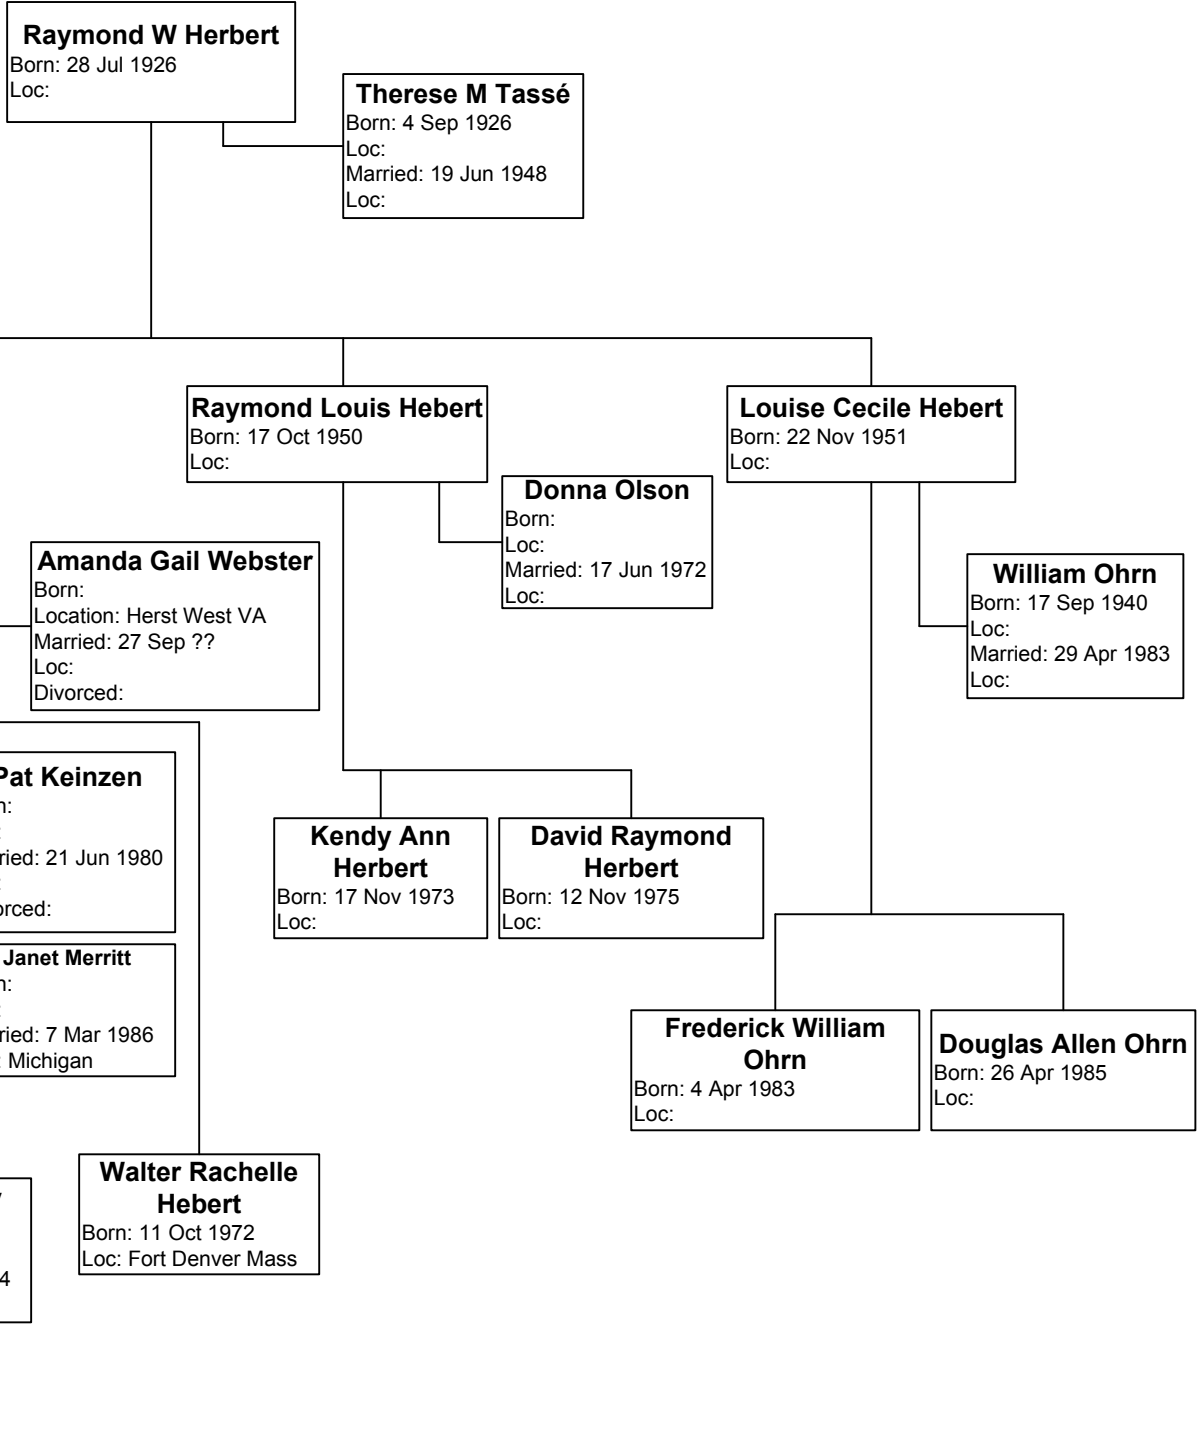 Raymond W Herbert
Born: 28 Jul 1926
Loc:
Therese M Tassé
Born: 4 Sep 1926
Loc:
Married: 19 Jun 1948
Loc:
Raymond Louis Hebert
Born: 17 Oct 1950
Loc:
Louise Cecile Hebert
Born: 22 Nov 1951
Loc:
Donna Olson
Born:
Loc:
Married: 17 Jun 1972
Loc:
Amanda Gail Webster
Born:
Location: Herst West VA
Married: 27 Sep ??
Loc:
Divorced:
William Ohrn
Born: 17 Sep 1940
Loc:
Married: 29 Apr 1983
Loc:
Pat Keinzen
n:
:
ried: 21 Jun 1980
:
orced:
Kendy Ann
Herbert
Born: 17 Nov 1973
Loc:
David Raymond
Herbert
Born: 12 Nov 1975
Loc:
Janet Merritt
n:
:
ried: 7 Mar 1986
: Michigan
Frederick William
Ohrn
Born: 4 Apr 1983
Loc:
Douglas Allen Ohrn
Born: 26 Apr 1985
Loc:
Walter Rachelle
Hebert
Born: 11 Oct 1972
Loc: Fort Denver Mass
4